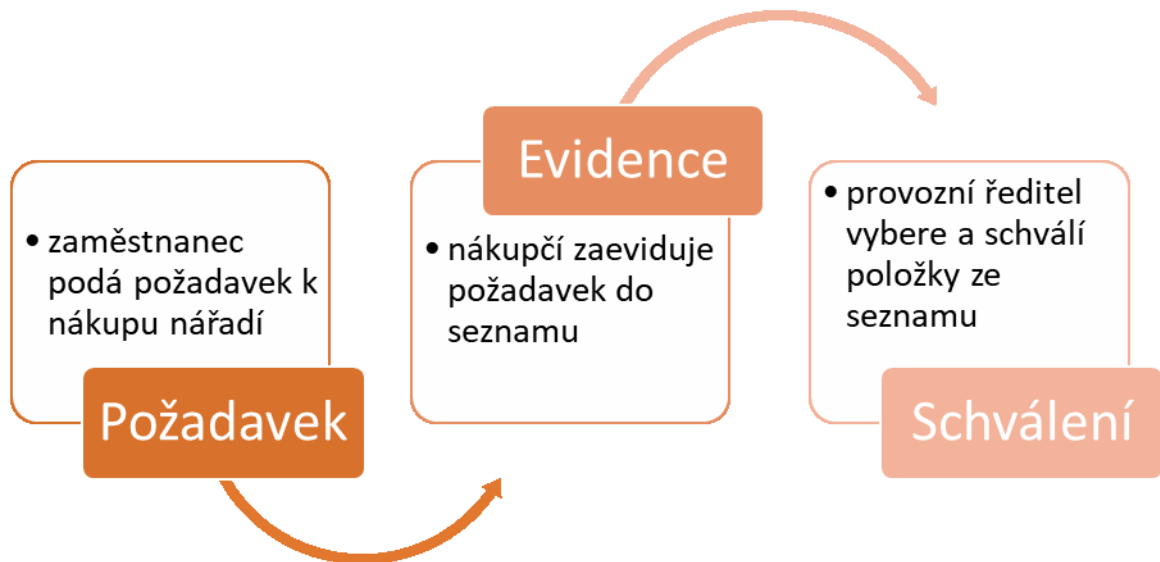 • zaměstnanec
podá požadavek k
nákupu nářadí
Požadavek
Evidence
• nákupčí zaeviduje
požadavek do
seznamu
• provozní ředitel
vybere a schválí
položky ze
seznamu
Schválení